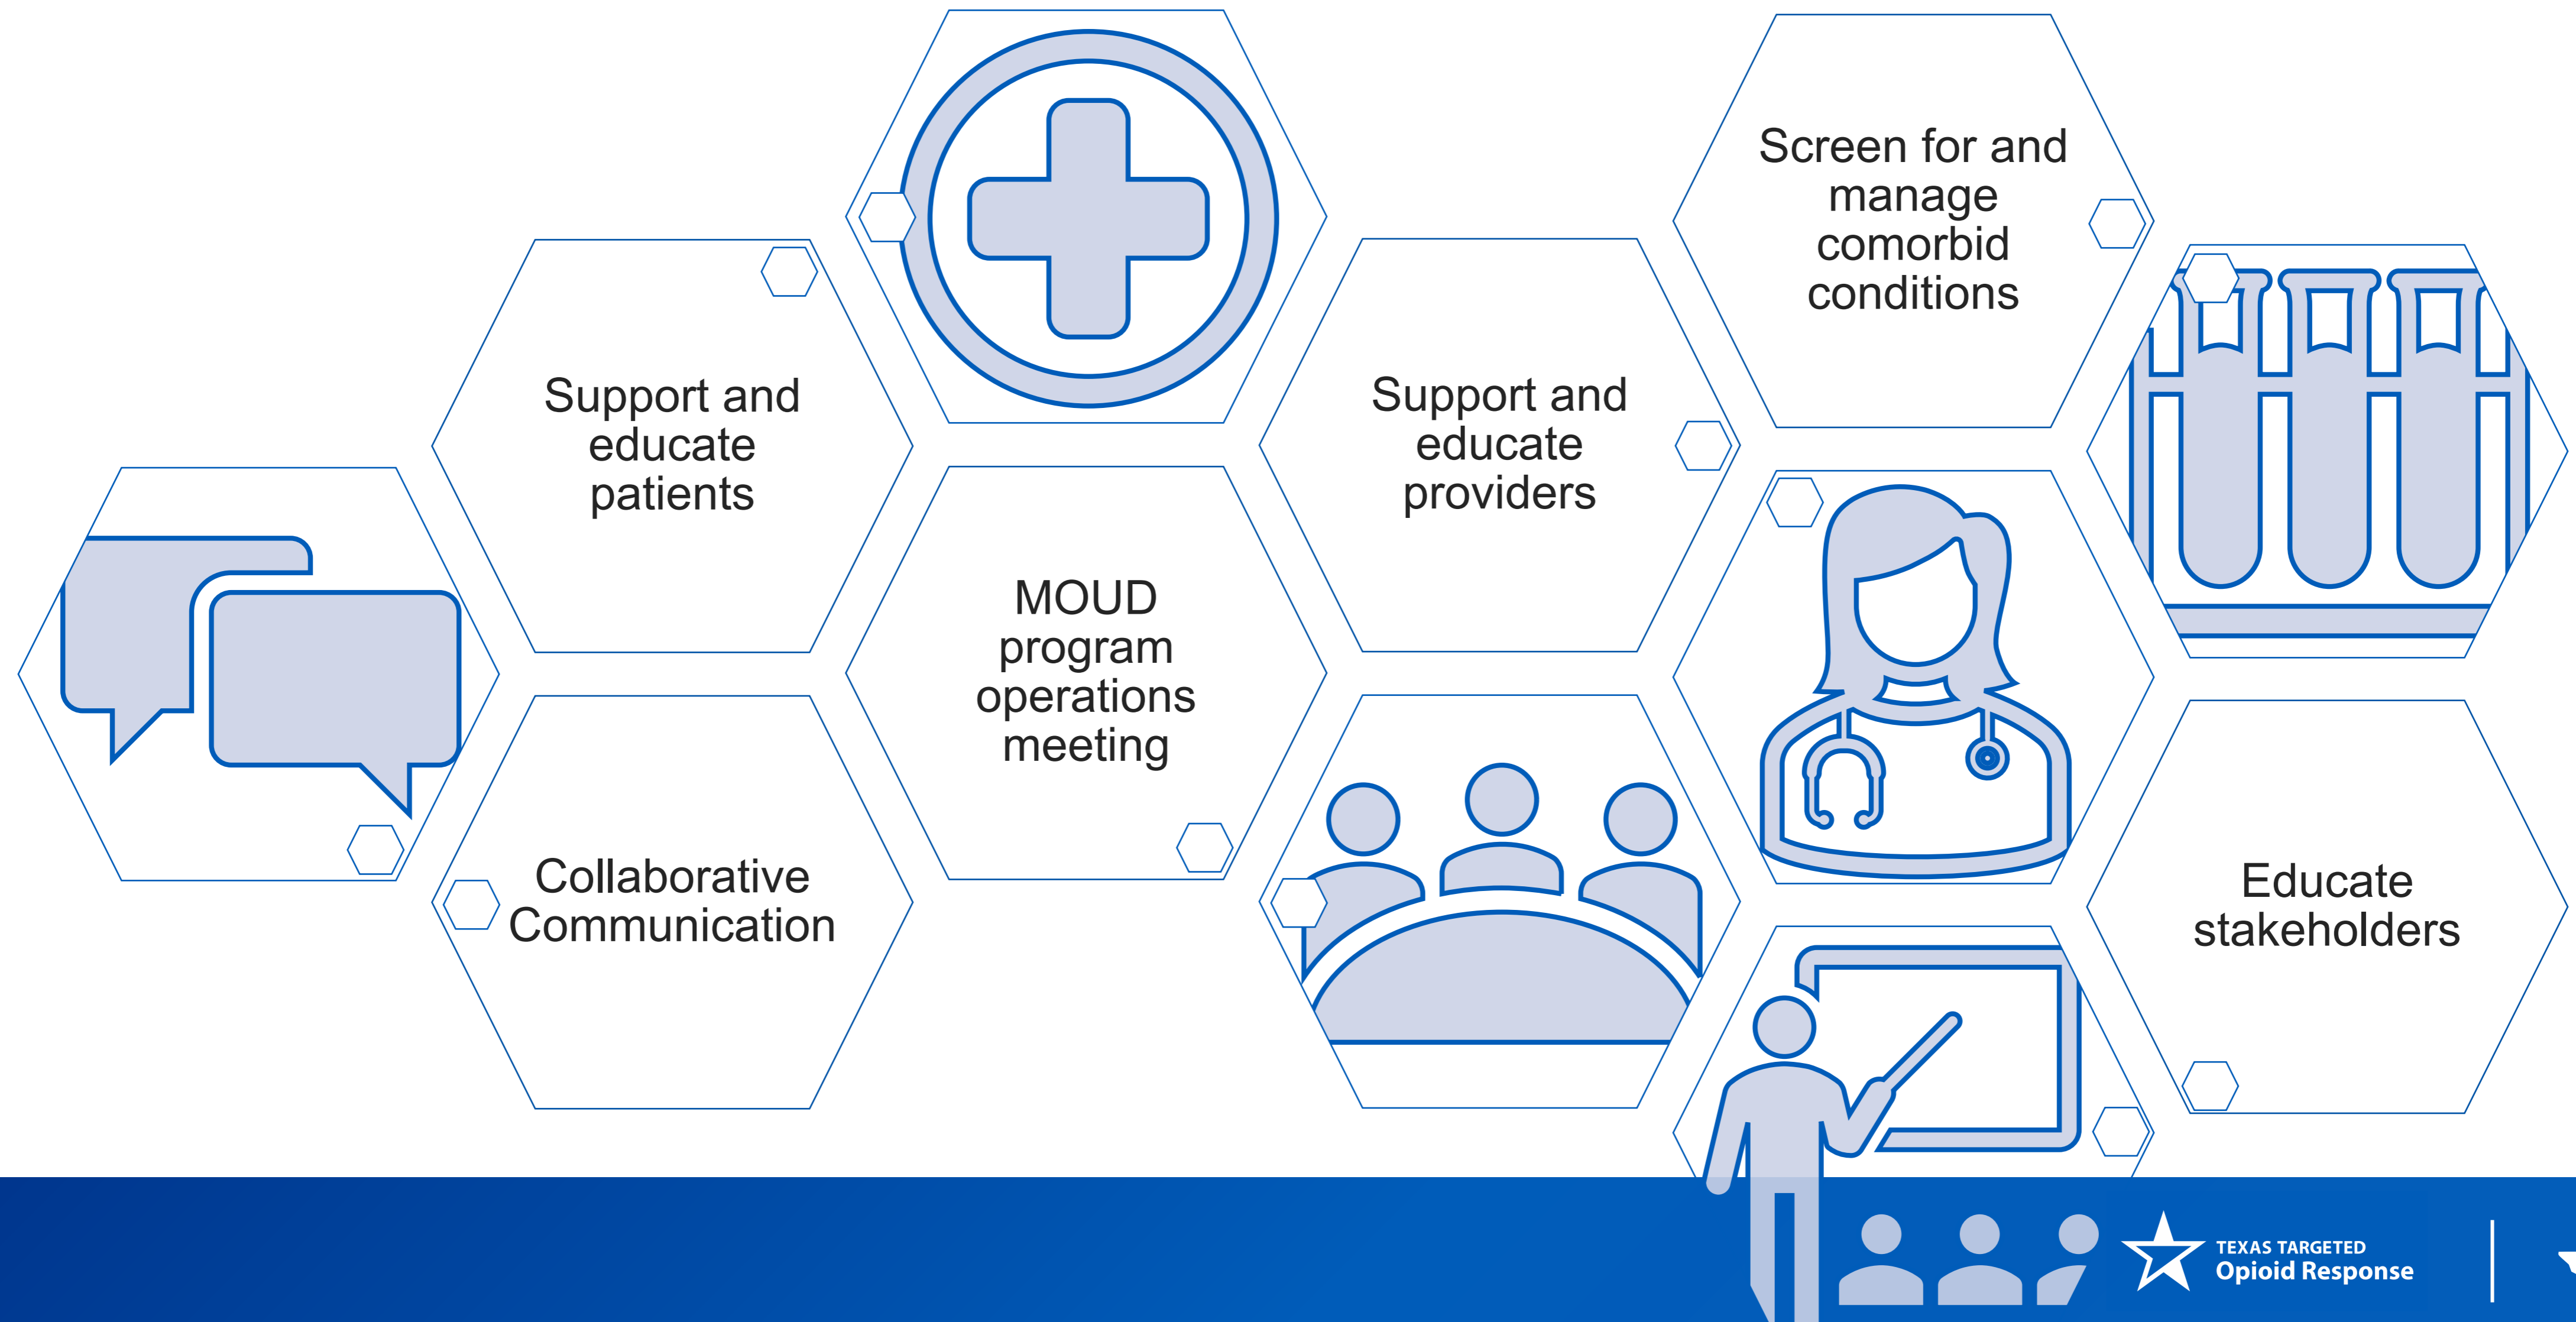 Support and
educate
patients
Collaborative
Communication
MOUD
program
operations
meeting
Support and
educate
providers
Screen for and
manage
comorbid
conditions
Educate
stakeholders
TEXAS TARGETED
Opioid Response